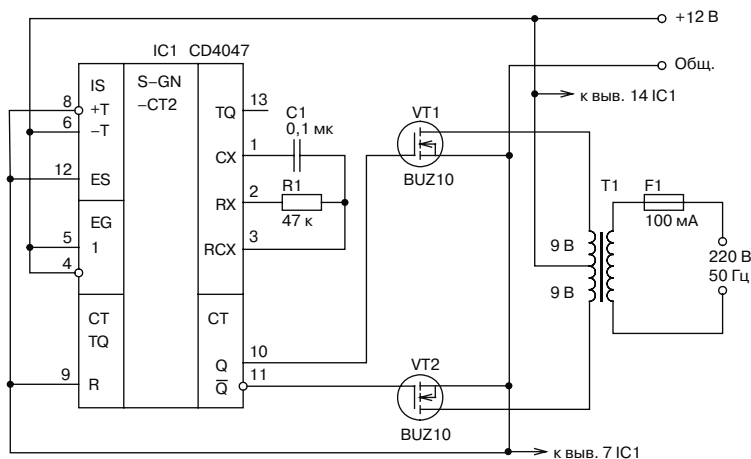 +12 В
IC1 CD4047
Общ.
IS
S–GN
–CT2
8
+T
6
–T
12
ES
EG
5
1
4
CT
TQ
9
R
TQ
13
CX
1
RX
2
RCX
3
CT
Q
10
Q̅
11
C1
0,1 мк
R1
47 к
VT1
BUZ10
к выв. 14 IC1
T1
F1
100 мА
9 В
9 В
220 В
50 Гц
VT2
BUZ10
к выв. 7 IC1